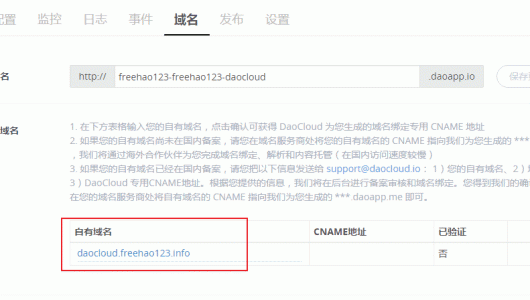 配置 监控 日志 事件 域名 发布 设置
名 http:// freehao123-freehao123-daocloud .daoapp.io 保存
域名
1. 在下方表格输入您的自有域名，点击确认可获得 DaoCloud 为您生成的域名绑定专用 CNAME 地址
2. 如果您的自有域名尚未在国内备案，请您在域名服务商处将您的自有域名的 CNAME 指向我们为您生成的 ***
，我们将通过海外合作伙伴为您完成域名绑定、解析和内容托管（在国内访问速度较慢）
3. 如果您的自有域名已经在国内备案，请您把以下信息发送给 support@daocloud.io： 1）您的自有域名、2）
3）DaoCloud 专用CNAME地址。根据您提供的信息，我们将在后台进行备案审核和域名绑定。您得到我们的确
在您的域名服务商处将自有域名的 CNAME 指向为您生成的 *** daoapp.me 即可。
自有域名 CNAME地址 已验证
daocloud.freehao123.info 否